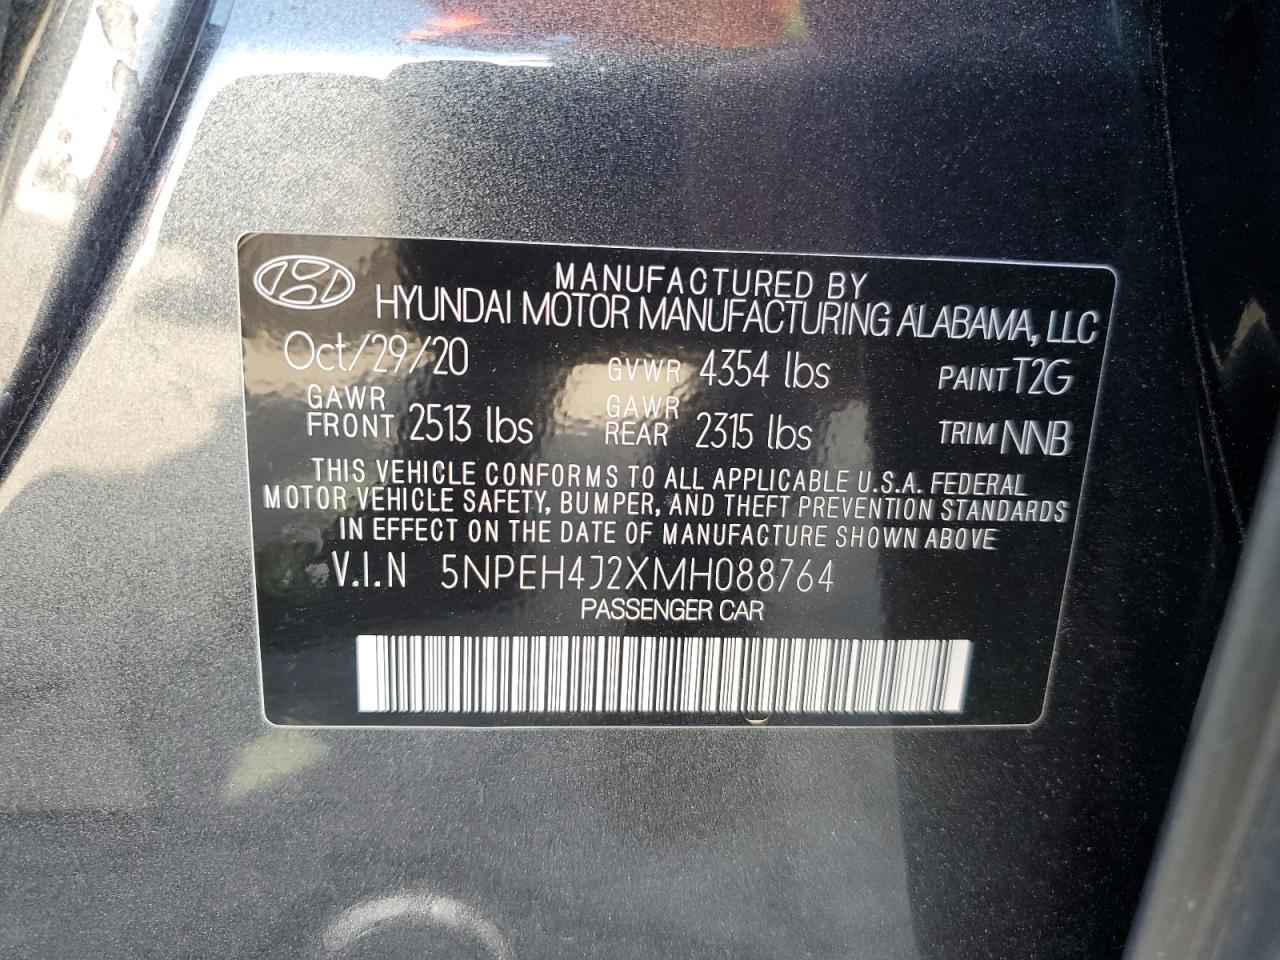 MANUFACTURED BY
HYUNDAI MOTOR MANUFACTURING ALABAMA, LLC
Oct/29/20 GVWR 4354 lbs PAINT T2G
GAWR FRONT 2513 lbs GAWR REAR 2315 lbs TRIM NNB
THIS VEHICLE CONFORMS TO ALL APPLICABLE U.S.A. FEDERAL
MOTOR VEHICLE SAFETY, BUMPER, AND THEFT PREVENTION STANDARDS
IN EFFECT ON THE DATE OF MANUFACTURE SHOWN ABOVE
V.I.N 5NPEH4J2XMH088764
PASSENGER CAR